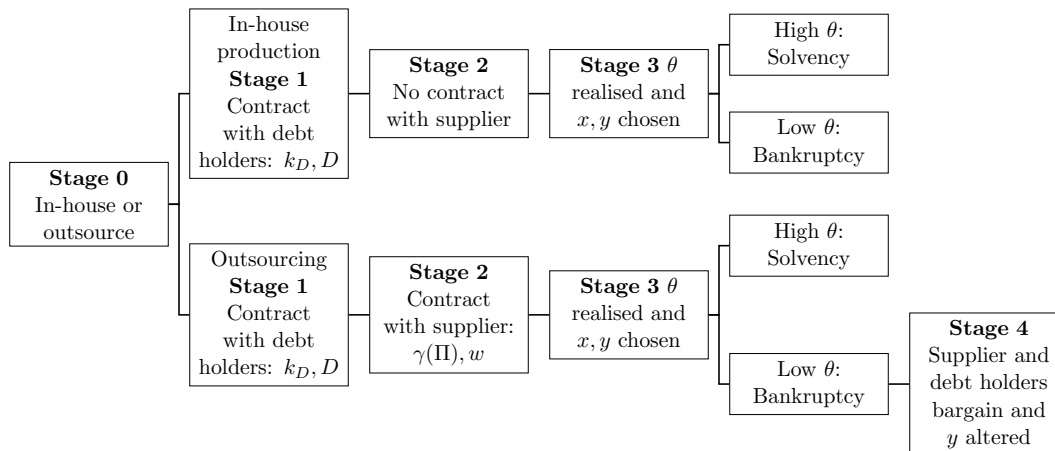 Stage 0
In-house or
outsource
In-house
production
Stage 1
Contract
with debt
holders: k_D, D
Stage 2
No contract
with supplier
Stage 3 θ
realised and
x, y chosen
High θ:
Solvency
Low θ:
Bankruptcy
Outsourcing
Stage 1
Contract
with debt
holders: k_D, D
Stage 2
Contract
with supplier:
γ(Π), w
Stage 3 θ
realised and
x, y chosen
High θ:
Solvency
Low θ:
Bankruptcy
Stage 4
Supplier and
debt holders
bargain and
y altered